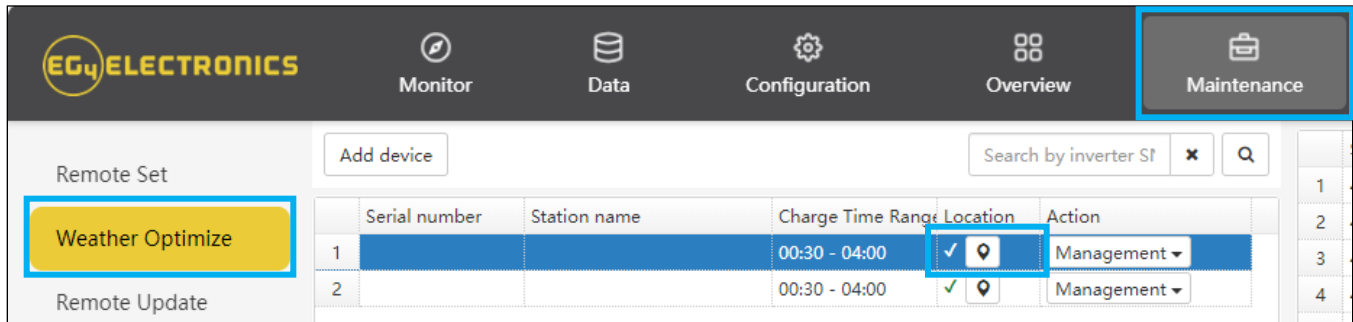 EG4 ELECTRONICS
Monitor
Data
Configuration
Overview
Maintenance
Remote Set
Weather Optimize
Remote Update
Add device
Search by inverter SN
Serial number Station name Charge Time Range Location Action
1 00:30 - 04:00 Management
2 00:30 - 04:00 Management
1
2
3
4